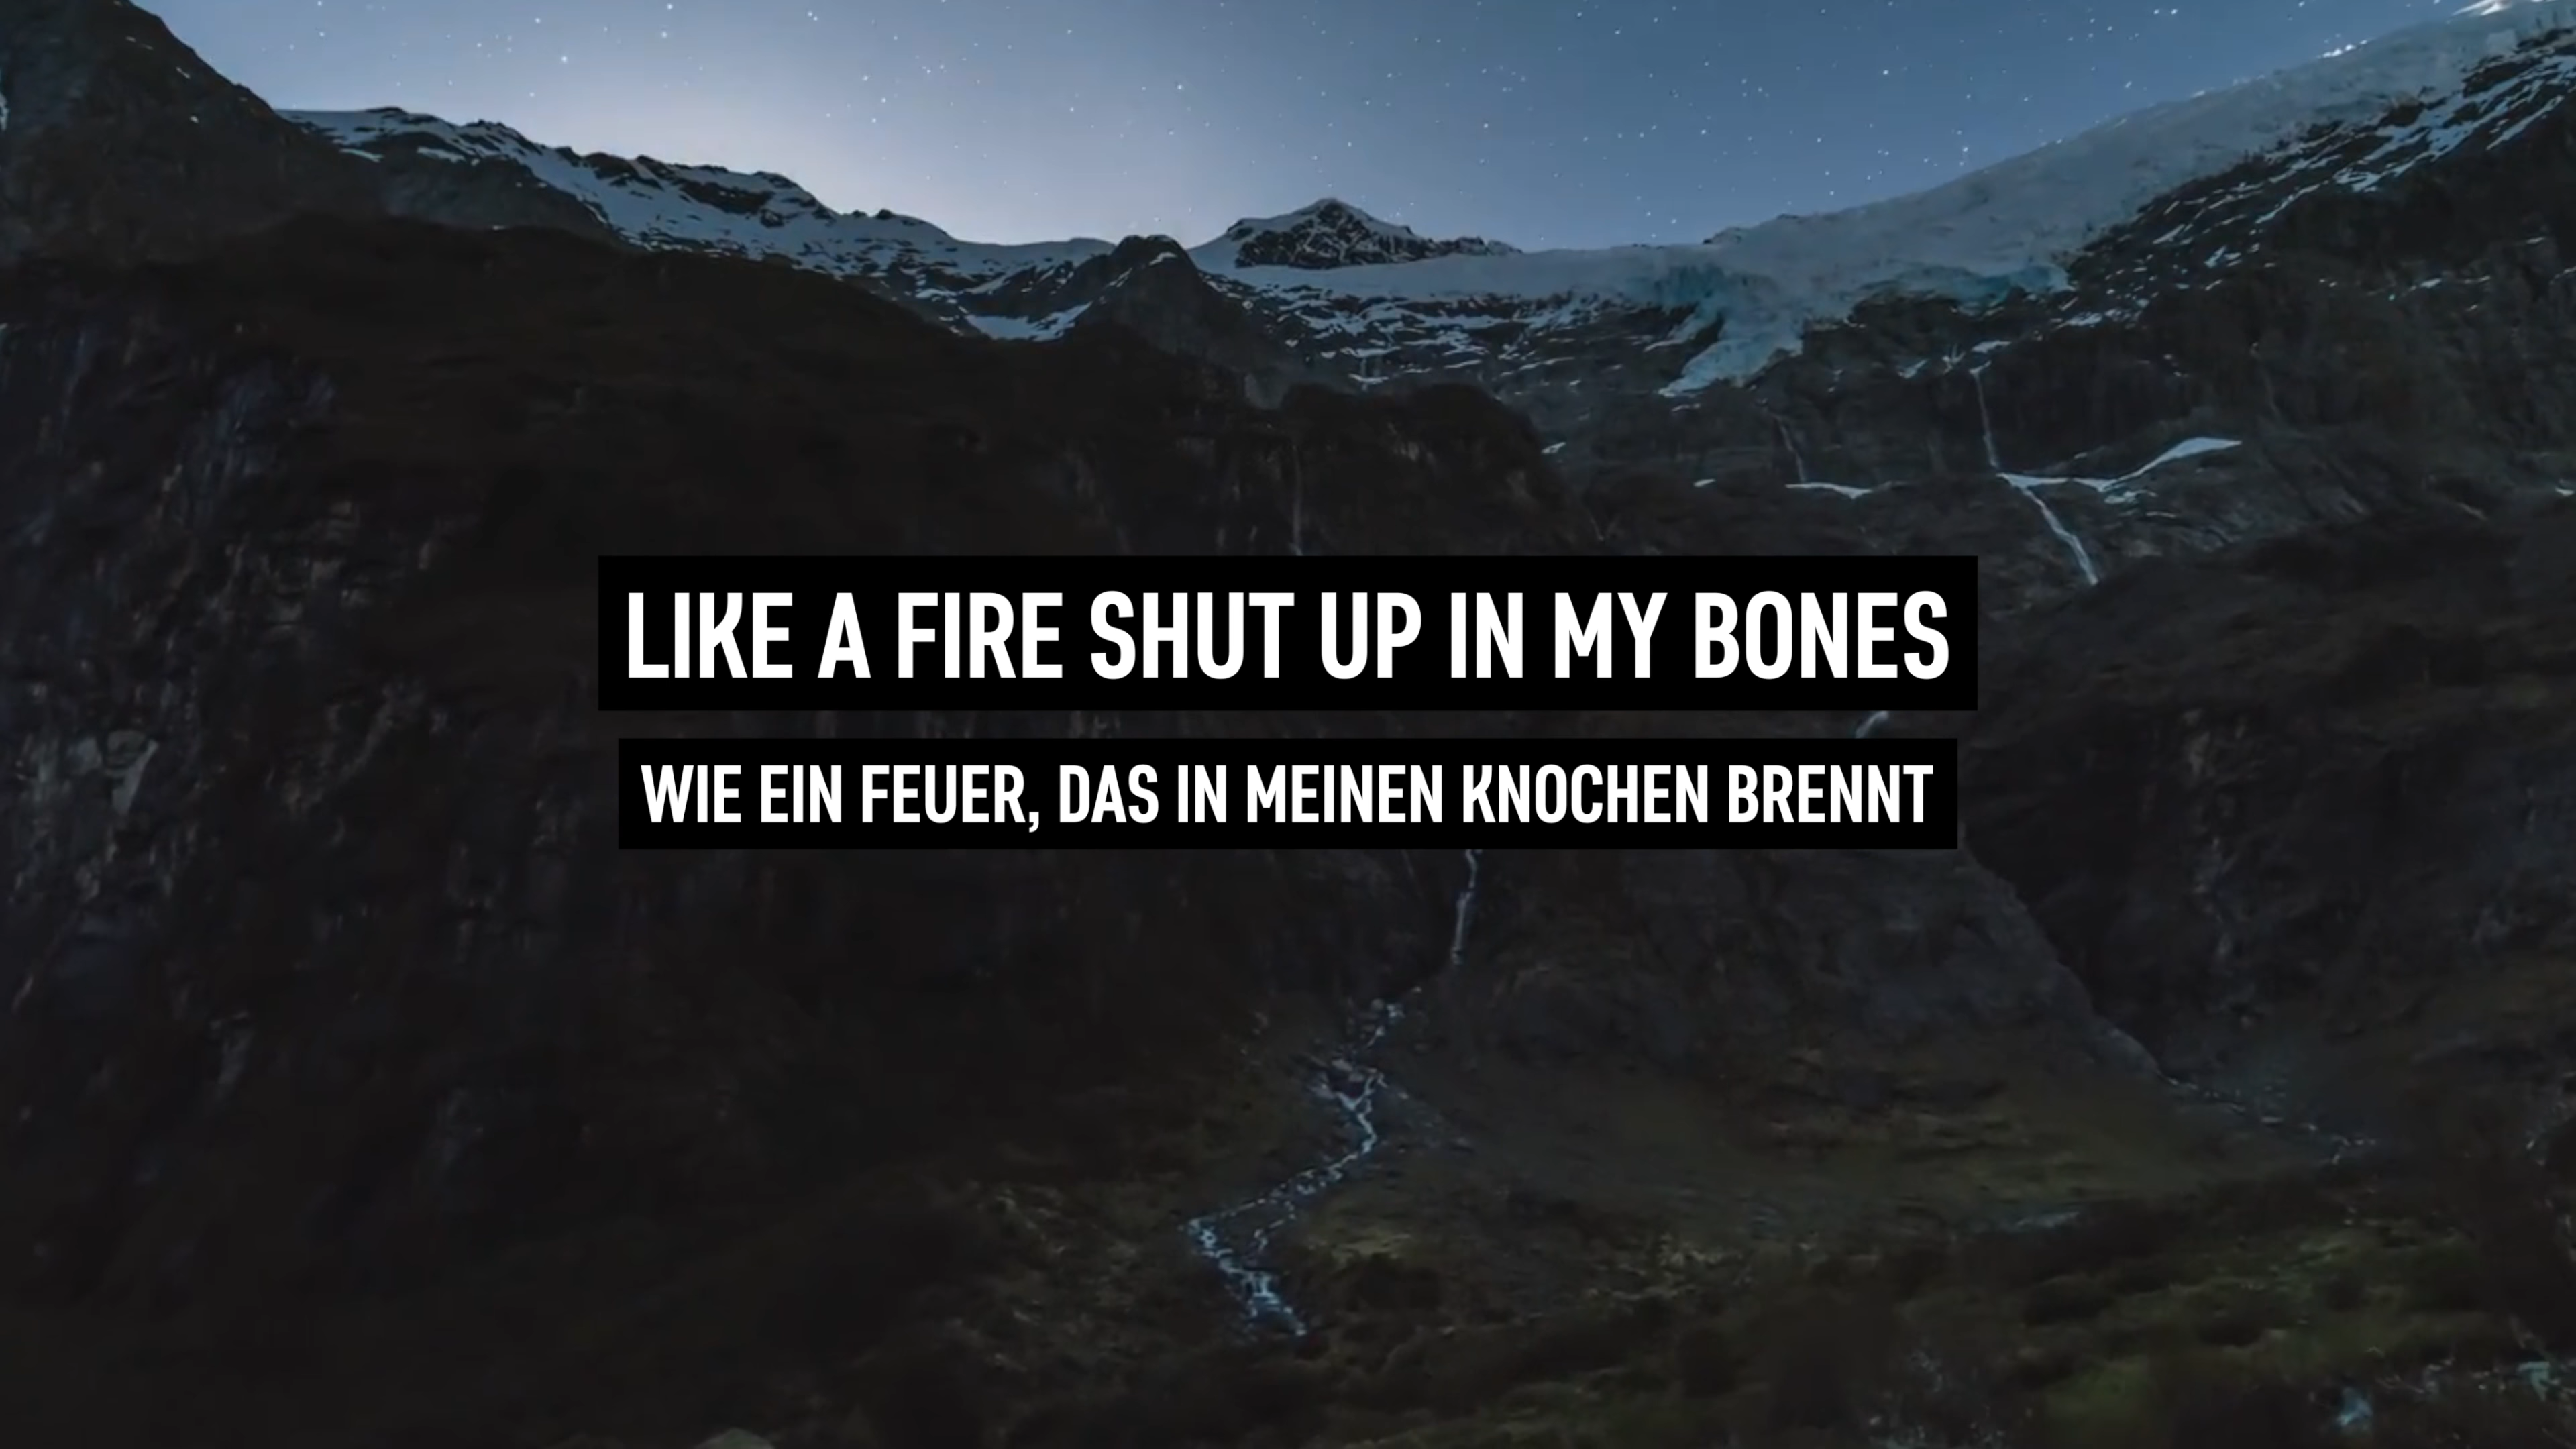 LIKE A FIRE SHUT UP IN MY BONES
WIE EIN FEUER, DAS IN MEINEN KNOCHEN BRENNT